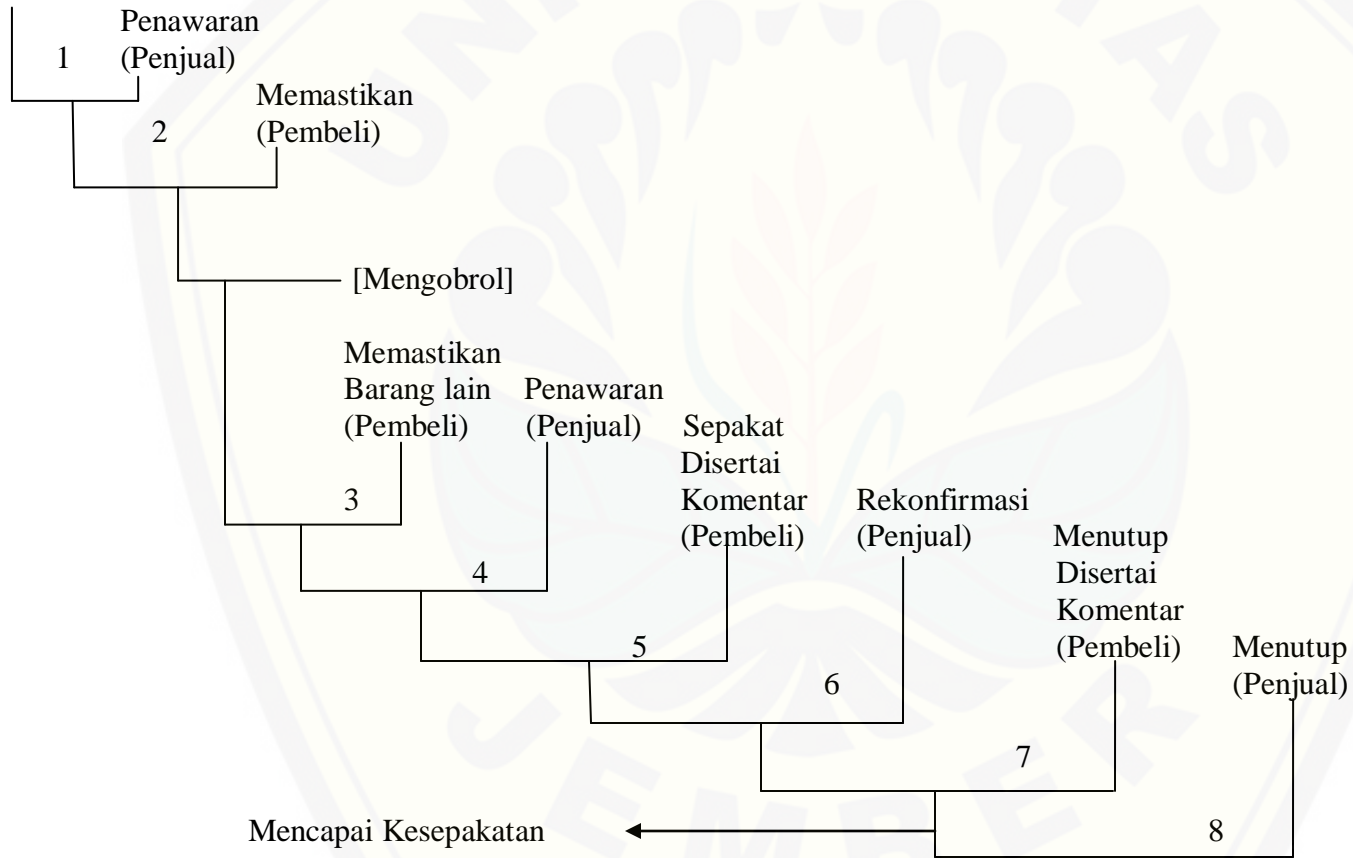 Penawaran
1 (Penjual)
Memastikan
2 (Pembeli)
[Mengobrol]
Memastikan
Barang lain
(Pembeli)
Penawaran
(Penjual)
Sepakat
Disertai
Komentar
(Pembeli)
3
Rekonfirmasi
(Penjual)
Menutup
Disertai
Komentar
(Pembeli)
4
5
Menutup
(Penjual)
6
7
Mencapai Kesepakatan
8
JEMBER